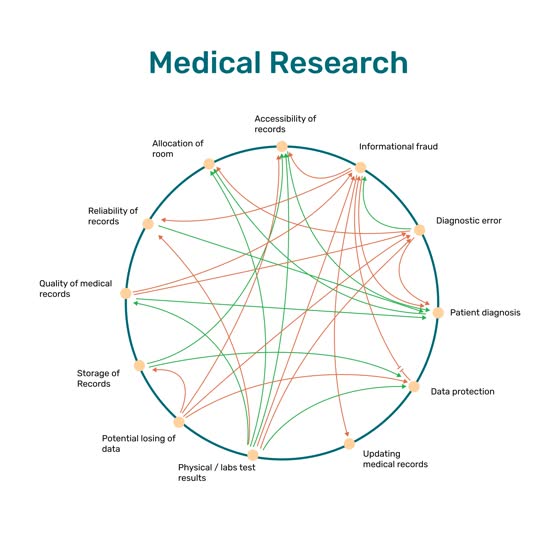 Medical Research
Accessibility of
records
Allocation of
room
Informational fraud
Reliability of
records
Diagnostic error
Quality of medical
records
Patient diagnosis
Storage of
Records
Data protection
Potential losing of
data
Updating
medical records
Physical / labs test
results